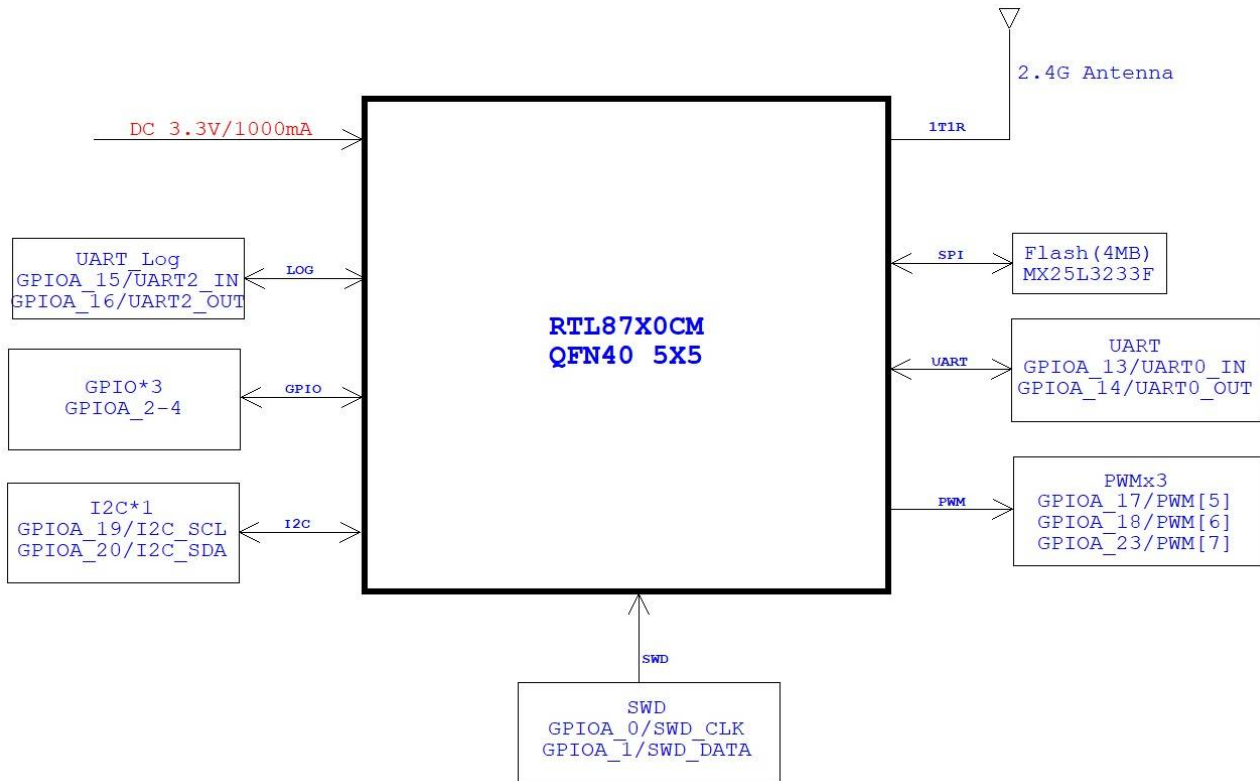 2.4G Antenna
DC 3.3V/1000mA
1T1R
UART_Log
GPIOA_15/UART2_IN
GPIOA_16/UART2_OUT
LOG
SPI
Flash(4MB)
MX25L3233F
RTL87X0CM
QFN40 5X5
GPIO*3
GPIOA_2-4
GPIO
UART
UART
GPIOA_13/UART0_IN
GPIOA_14/UART0_OUT
I2C*1
GPIOA_19/I2C_SCL
GPIOA_20/I2C_SDA
I2C
PWM
PWMx3
GPIOA_17/PWM[5]
GPIOA_18/PWM[6]
GPIOA_23/PWM[7]
SWD
SWD
GPIOA_0/SWD_CLK
GPIOA_1/SWD_DATA